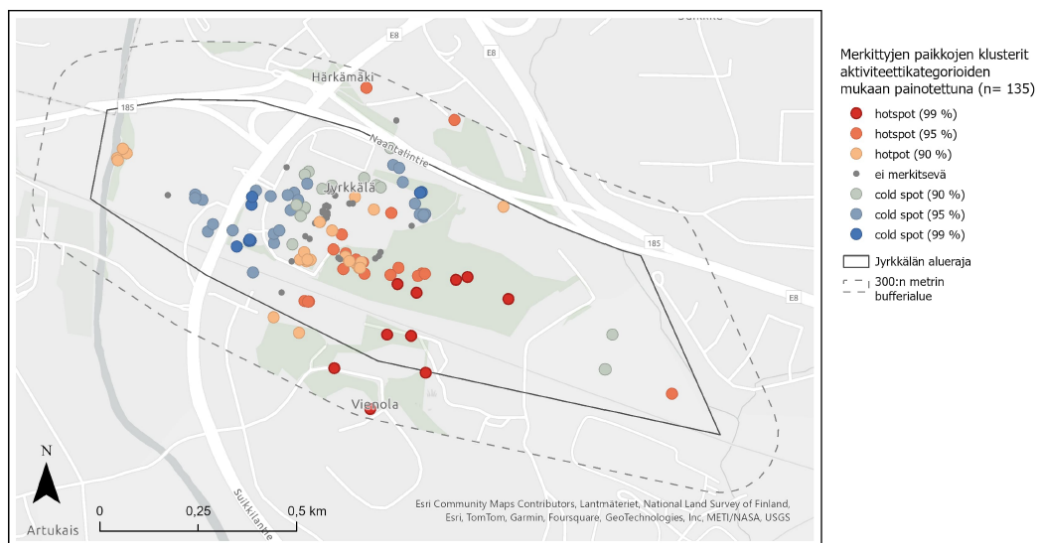 E8
E8
Härkämäki
185
Naantalintie
Jyrkkälä
185
E8
Vienola
N
Suikkilantie
0
0,25
0,5 km
Artukais
Esri Community Maps Contributors, Lantmäteriet, National Land Survey of Finland,
Esri, TomTom, Garmin, Foursquare, GeoTechnologies, Inc, METI/NASA, USGS
Merkittyjen paikkojen klusterit
aktiviteettikategorioiden
mukaan painotettuna (n= 135)
hotspot (99 %)
hotspot (95 %)
hotpot (90 %)
ei merkitsevä
cold spot (90 %)
cold spot (95 %)
cold spot (99 %)
Jyrkkälän alueraja
300:n metrin
bufferialue